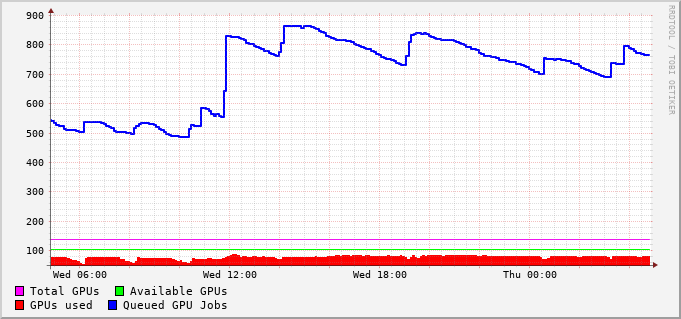 900
800
700
600
500
400
300
200
100
Wed 06:00 Wed 12:00 Wed 18:00 Thu 00:00
Total GPUs Available GPUs
GPUs used Queued GPU Jobs
RRDTOOL / TOBI OETIKER